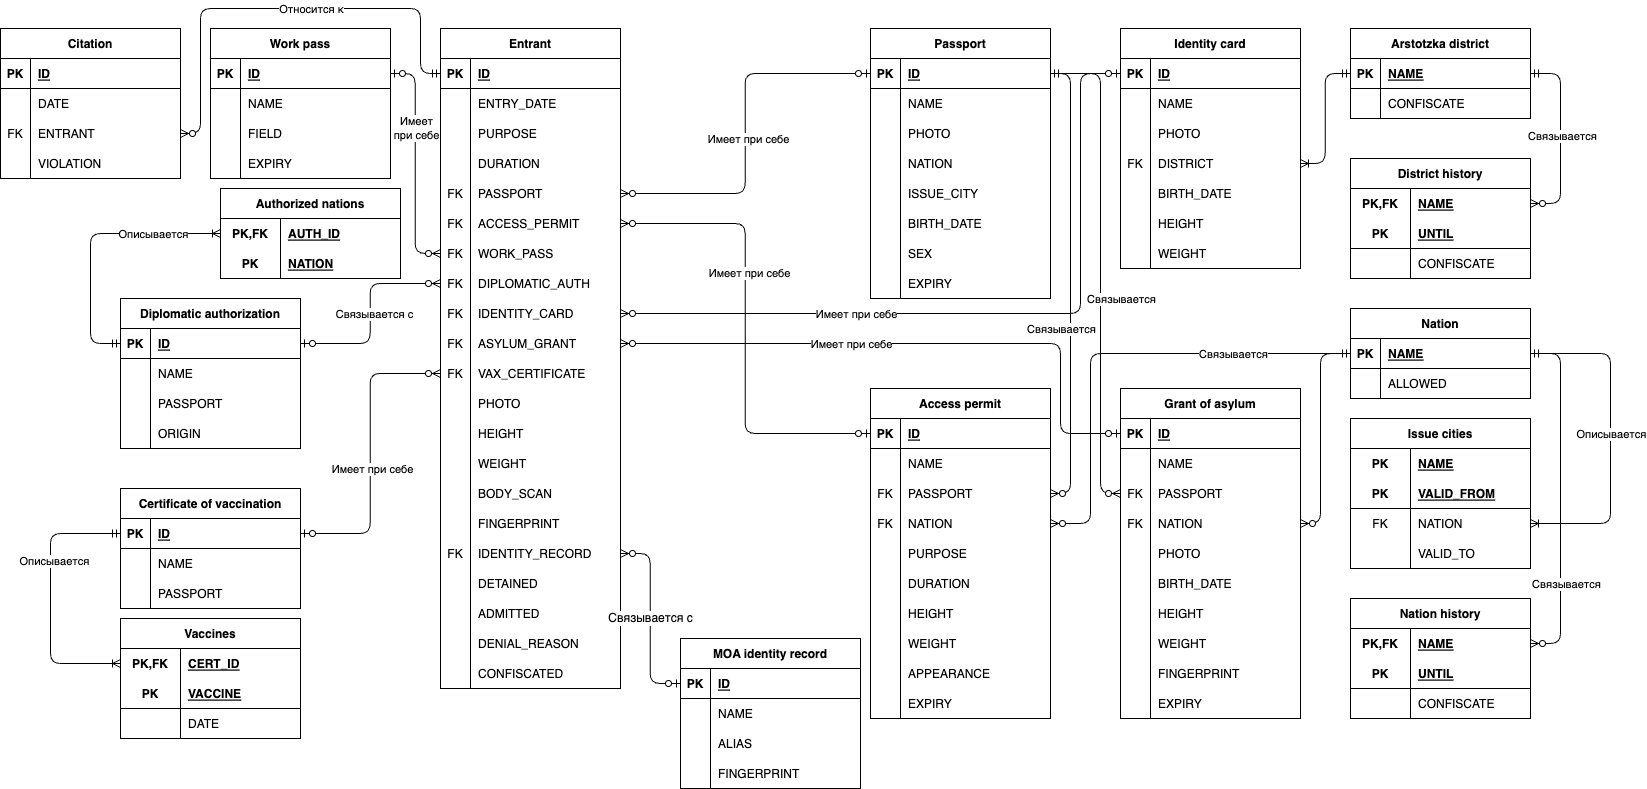 Относится к
Citation
PK ID
DATE
FK ENTRANT
VIOLATION
Work pass
PK ID
NAME
FIELD
EXPIRY
Имеет
при себе
Authorized nations
PK,FK AUTH_ID
PK NATION
Описывается
Diplomatic authorization
PK ID
NAME
PASSPORT
ORIGIN
Связывается с
Certificate of vaccination
PK ID
NAME
PASSPORT
Имеет при себе
Описывается
Vaccines
PK,FK CERT_ID
PK VACCINE
DATE
Entrant
PK ID
ENTRY_DATE
PURPOSE
DURATION
FK PASSPORT
FK ACCESS_PERMIT
FK WORK_PASS
FK DIPLOMATIC_AUTH
FK IDENTITY_CARD
FK ASYLUM_GRANT
FK VAX_CERTIFICATE
PHOTO
HEIGHT
WEIGHT
BODY_SCAN
FINGERPRINT
FK IDENTITY_RECORD
DETAINED
ADMITTED
DENIAL_REASON
CONFISCATED
Имеет при себе
Имеет при себе
Имеет при себе
Имеет при себе
Связывается с
MOA identity record
PK ID
NAME
ALIAS
FINGERPRINT
Passport
PK ID
NAME
PHOTO
NATION
ISSUE_CITY
BIRTH_DATE
SEX
EXPIRY
Identity card
PK ID
NAME
PHOTO
FK DISTRICT
BIRTH_DATE
HEIGHT
WEIGHT
Связывается
Связывается
Связывается
Access permit
PK ID
NAME
FK PASSPORT
FK NATION
PURPOSE
DURATION
HEIGHT
WEIGHT
APPEARANCE
EXPIRY
Grant of asylum
PK ID
NAME
FK PASSPORT
FK NATION
PHOTO
BIRTH_DATE
HEIGHT
WEIGHT
FINGERPRINT
EXPIRY
Arstotzka district
PK NAME
CONFISCATE
Связывается
District history
PK,FK NAME
PK UNTIL
CONFISCATE
Nation
PK NAME
ALLOWED
Issue cities
PK NAME
PK VALID_FROM
FK NATION
VALID_TO
Описывается
Связывается
Nation history
PK,FK NAME
PK UNTIL
CONFISCATE